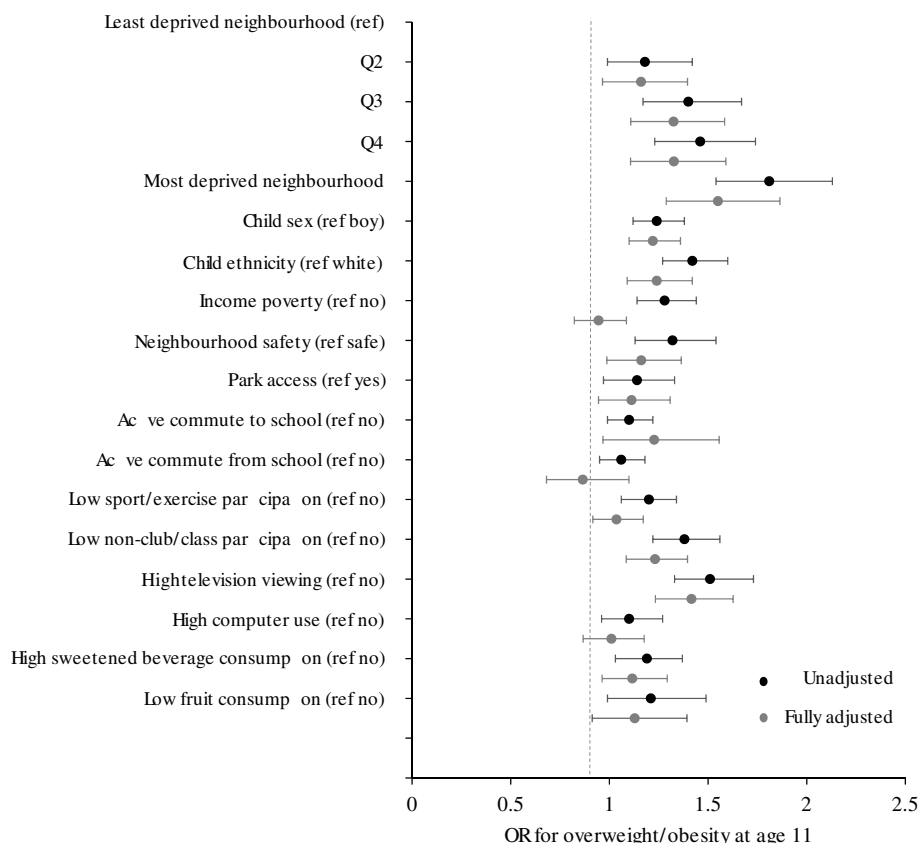 Least deprived neighbourhood (ref)
Q2
Q3
Q4
Most deprived neighbourhood
Child sex (ref boy)
Child ethnicity (ref white)
Income poverty (ref no)
Neighbourhood safety (ref safe)
Park access (ref yes)
Ac ve commute to school (ref no)
Ac ve commute from school (ref no)
Low sport/exercise par cipa on (ref no)
Low non-club/class par cipa on (ref no)
High television viewing (ref no)
High computer use (ref no)
High sweetened beverage consump on (ref no)
Low fruit consump on (ref no)
Unadjusted
Fully adjusted
0 0.5 1 1.5 2 2.5
OR for overweight/obesity at age 11